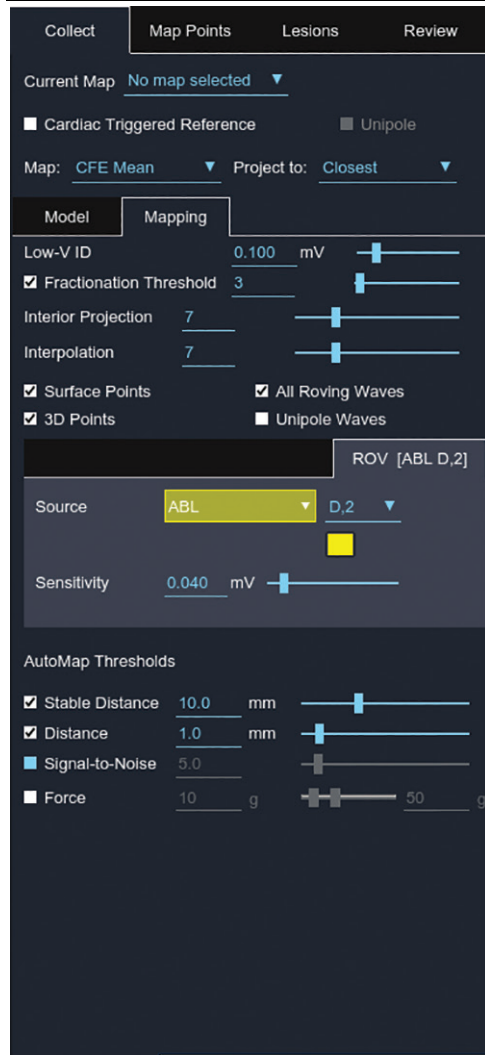 Collect Map Points Lesions Review
Current Map No map selected ▼
Cardiac Triggered Reference Unipole
Map: CFE Mean ▼ Project to: Closest ▼
Model Mapping
Low-V ID 0.100 mV
Fractionation Threshold 3
Interior Projection 7
Interpolation 7
Surface Points All Roving Waves
3D Points Unipole Waves
ROV [ABL D,2]
Source ABL ▼ D,2 ▼
Sensitivity 0.040 mV
AutoMap Thresholds
Stable Distance 10.0 mm
Distance 1.0 mm
Signal-to-Noise 5.0
Force 10 g 50 g